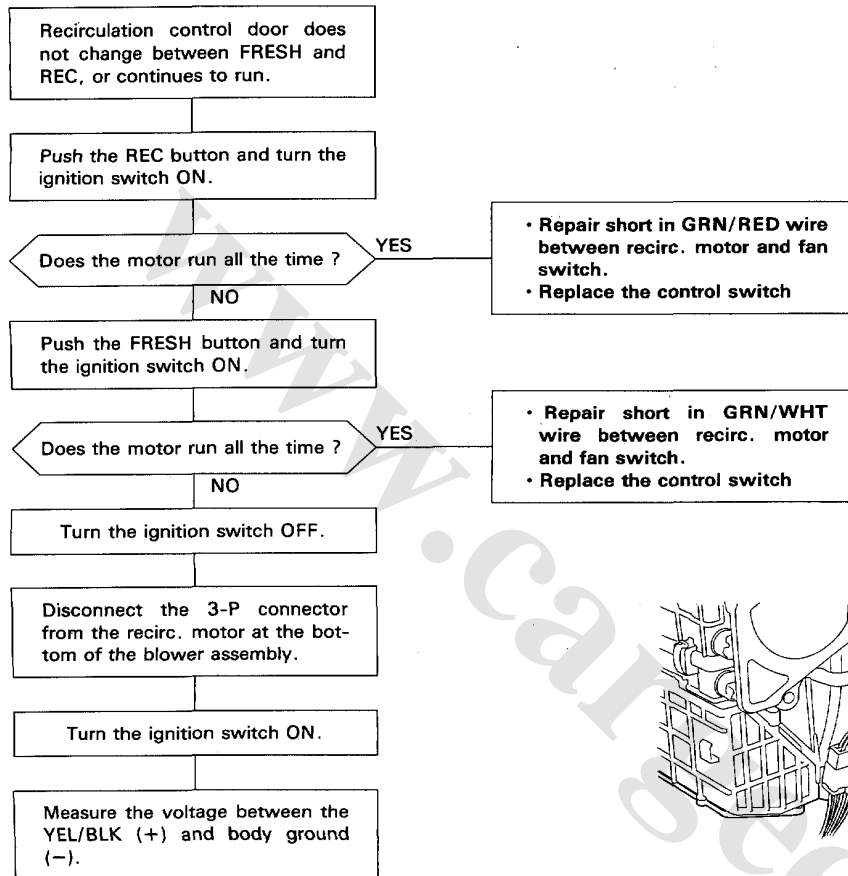 Recirculation control door does
not change between FRESH and
REC, or continues to run.
Push the REC button and turn the
ignition switch ON.
Does the motor run all the time ?
YES
• Repair short in GRN/RED wire
between recirc. motor and fan
switch.
• Replace the control switch
NO
Push the FRESH button and turn
the ignition switch ON.
Does the motor run all the time ?
YES
• Repair short in GRN/WHT
wire between recirc. motor
and fan switch.
• Replace the control switch
NO
Turn the ignition switch OFF.
Disconnect the 3-P connector
from the recirc. motor at the bot-
tom of the blower assembly.
Turn the ignition switch ON.
Measure the voltage between the
YEL/BLK (+) and body ground
(−).
www.carge